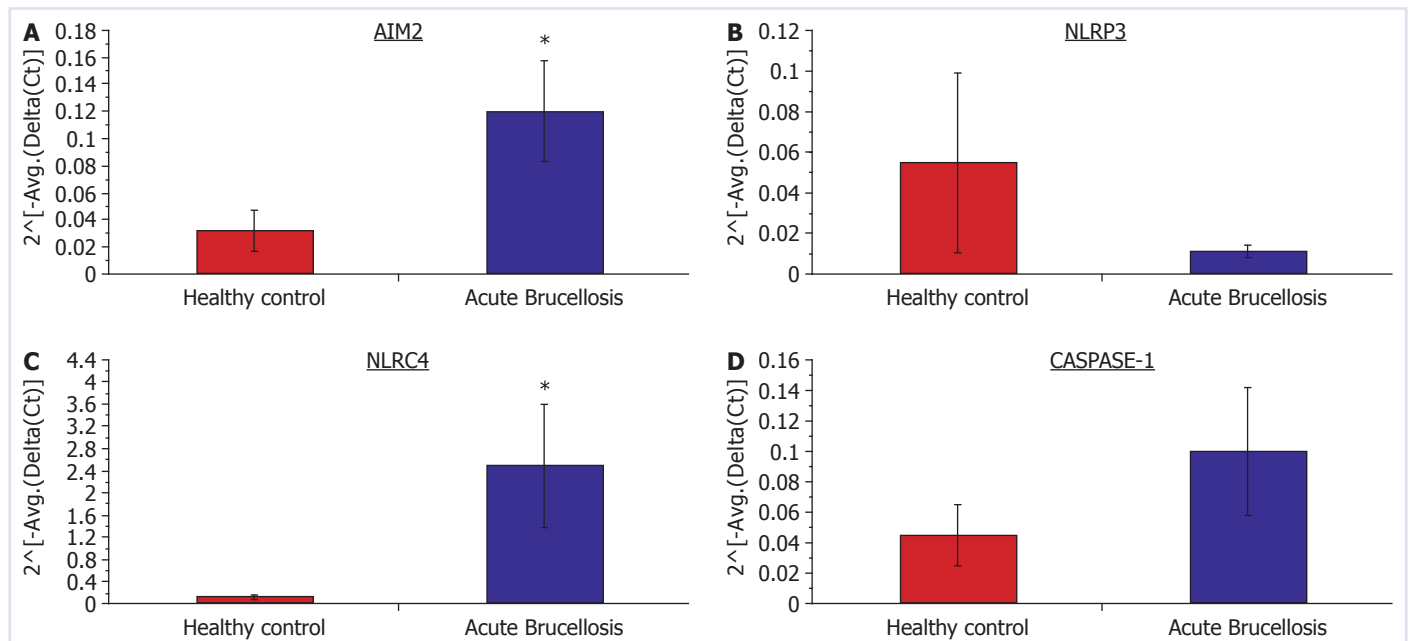 A
AIM2
2^[-Avg.(Delta(Ct)]
0.18
0.16
0.14
0.12
0.1
0.08
0.06
0.04
0.02
0
*
Healthy control
Acute Brucellosis
B
NLRP3
2^[-Avg.(Delta(Ct)]
0.12
0.1
0.08
0.06
0.04
0.02
0
Healthy control
Acute Brucellosis
C
NLRC4
2^[-Avg.(Delta(Ct)]
4.4
4
3.6
3.2
2.8
2.4
2
1.6
1.2
0.8
0.4
0
*
Healthy control
Acute Brucellosis
D
CASPASE-1
2^[-Avg.(Delta(Ct)]
0.16
0.14
0.12
0.1
0.08
0.06
0.04
0.02
0
Healthy control
Acute Brucellosis